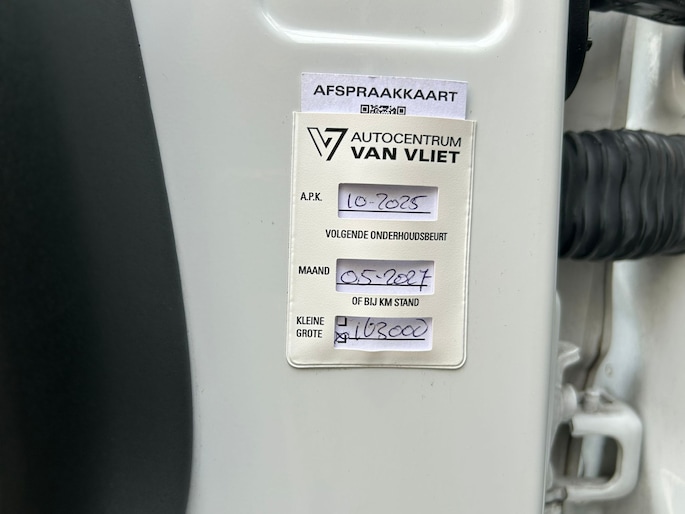 AFSPRAAKKAART
AUTOCENTRUM
VAN VLIET
A.P.K. 10-2025
VOLGENDE ONDERHOUDSBEURT
MAAND 05-2027
OF BIJ KM STAND
KLEINE
GROTE 163000